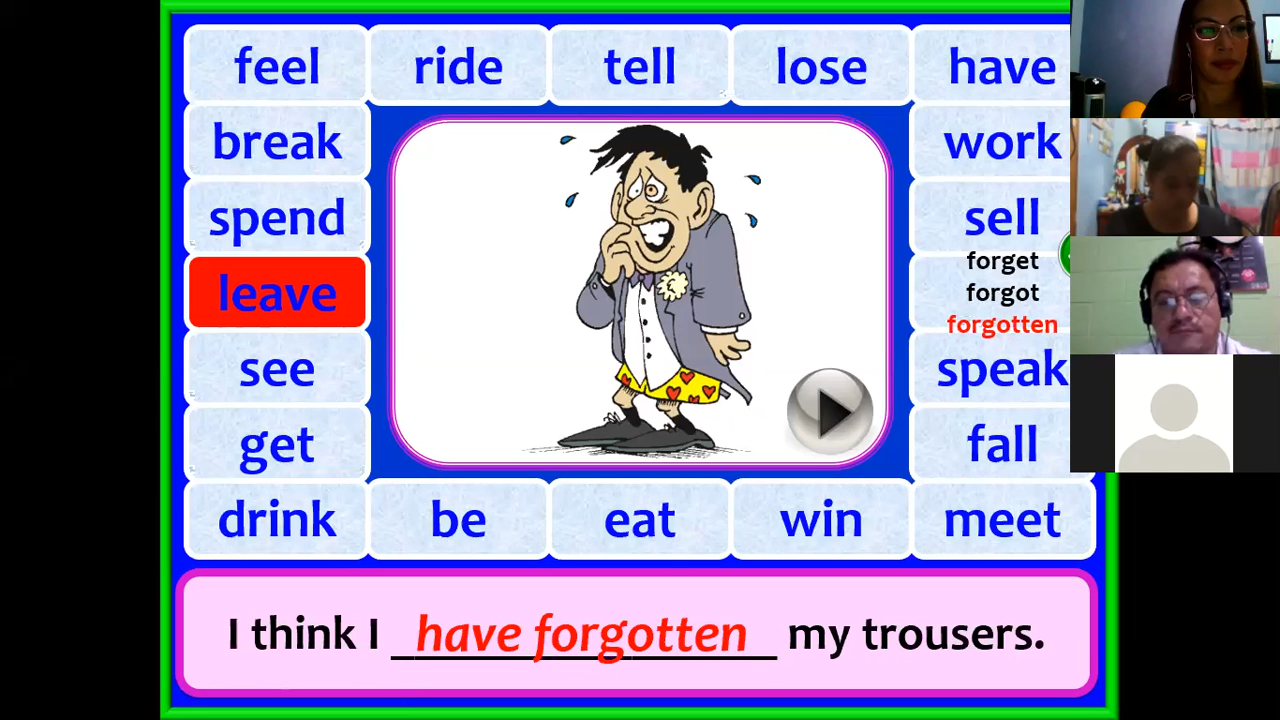 feel ride tell lose have
break work
spend sell
leave forget
forgot
forgotten
see speak
get fall
drink be eat win meet
I think I have forgotten my trousers.